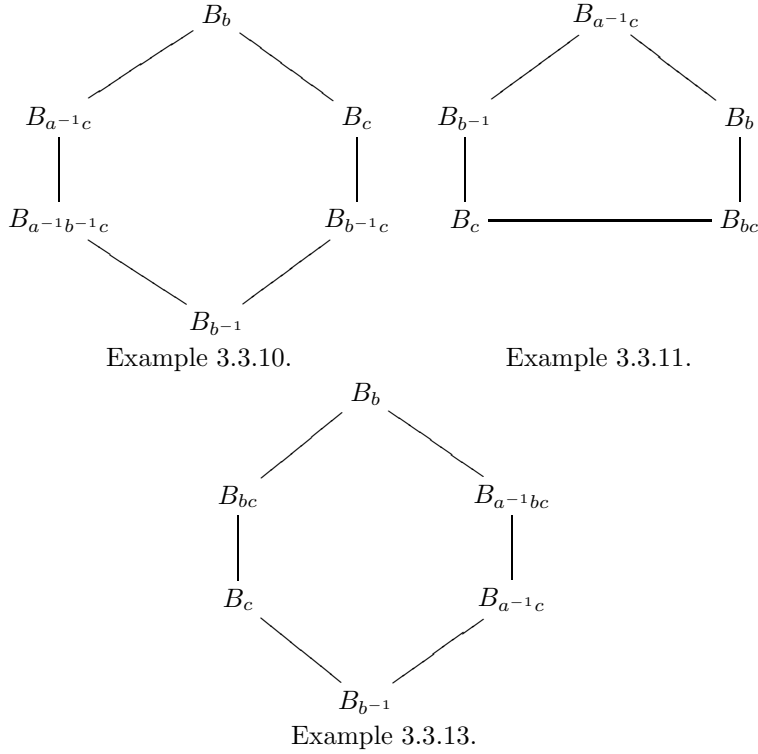 B_b
B_{a^{-1}c} B_c
B_{a^{-1}b^{-1}c} B_{b^{-1}c}
B_{b^{-1}}
Example 3.3.10.
B_{a^{-1}c}
B_{b^{-1}} B_b
B_c B_{bc}
Example 3.3.11.
B_b
B_{bc} B_{a^{-1}bc}
B_c B_{a^{-1}c}
B_{b^{-1}}
Example 3.3.13.